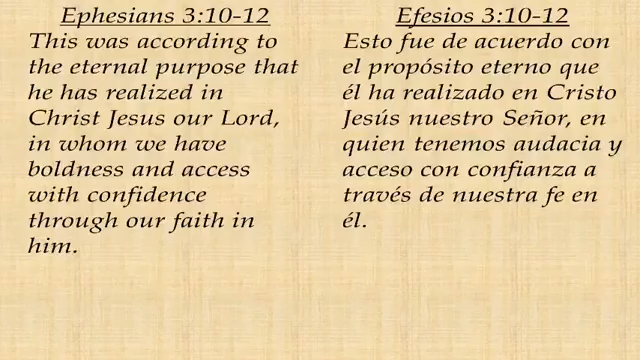 Ephesians 3:10-12
This was according to
the eternal purpose that
he has realized in
Christ Jesus our Lord,
in whom we have
boldness and access
with confidence
through our faith in
him.
Efesios 3:10-12
Esto fue de acuerdo con
el propósito eterno que
él ha realizado en Cristo
Jesús nuestro Señor, en
quien tenemos audacia y
acceso con confianza a
través de nuestra fe en
él.